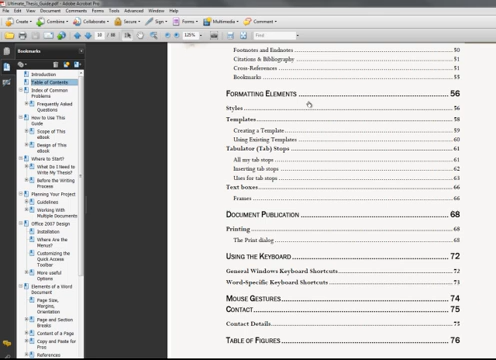 Ultimate_Thesis_Guide.pdf - Adobe Acrobat Pro
File Edit View Document Comments Forms Tools Advanced Window Help
Create Combine Collaborate Secure Sign Forms Multimedia Comment
125% Find
Bookmarks
Introduction
Table of Contents
Index of Common Problems
Frequently Asked Questions
How to Use This Guide
Scope of This eBook
Design of This eBook
Where to Start?
What Do I Need to Write My Thesis?
Before the Writing Process
Planning Your Project
Guidelines
Working With Multiple Documents
Office 2007 Design
Installation
Where Are the Menus?
Customizing the Quick Access Toolbar
More useful Options
Elements of a Word Document
Page Size, Margins, Orientation
Page and Section Breaks
Content of a Page
Copy and Paste for Pros
References
Footnotes and Endnotes 50
Citations & Bibliography 51
Cross-References 51
Bookmarks 55
FORMATTING ELEMENTS 56
Styles 56
Templates 58
Creating a Template 59
Using Existing Templates 60
Tabulator (Tab) Stops 61
All my tab stops 61
Inserting tab stops 62
Uses for tab stops 63
Text boxes 66
Frames 66
DOCUMENT PUBLICATION 68
Printing 68
The Print dialog 68
USING THE KEYBOARD 72
General Windows Keyboard Shortcuts 72
Word-Specific Keyboard Shortcuts 73
MOUSE GESTURES 74
CONTACT 75
Contact Details 75
TABLE OF FIGURES 76